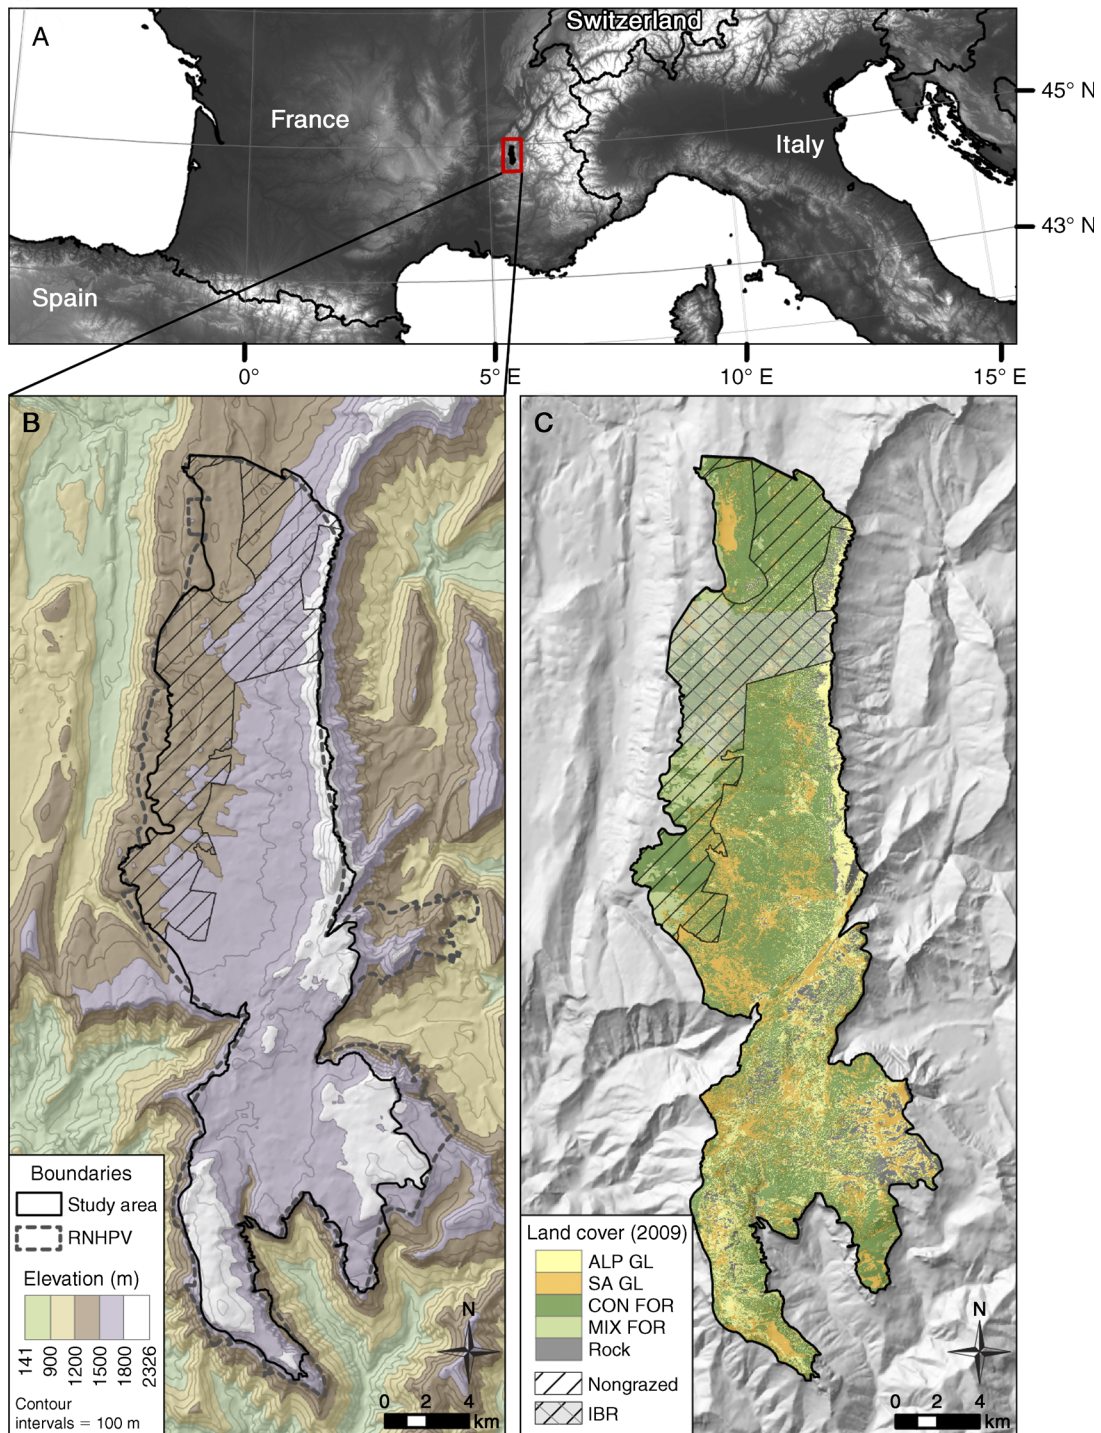 A
Switzerland
France
Italy
Spain
45° N
43° N
0°
5° E
10° E
15° E
B
Boundaries
Study area
RNHPV
Elevation (m)
141
900
1200
1500
1800
2326
Contour
intervals = 100 m
N
0 2 4
km
C
Land cover (2009)
ALP GL
SA GL
CON FOR
MIX FOR
Rock
Nongrazed
IBR
N
0 2 4
km